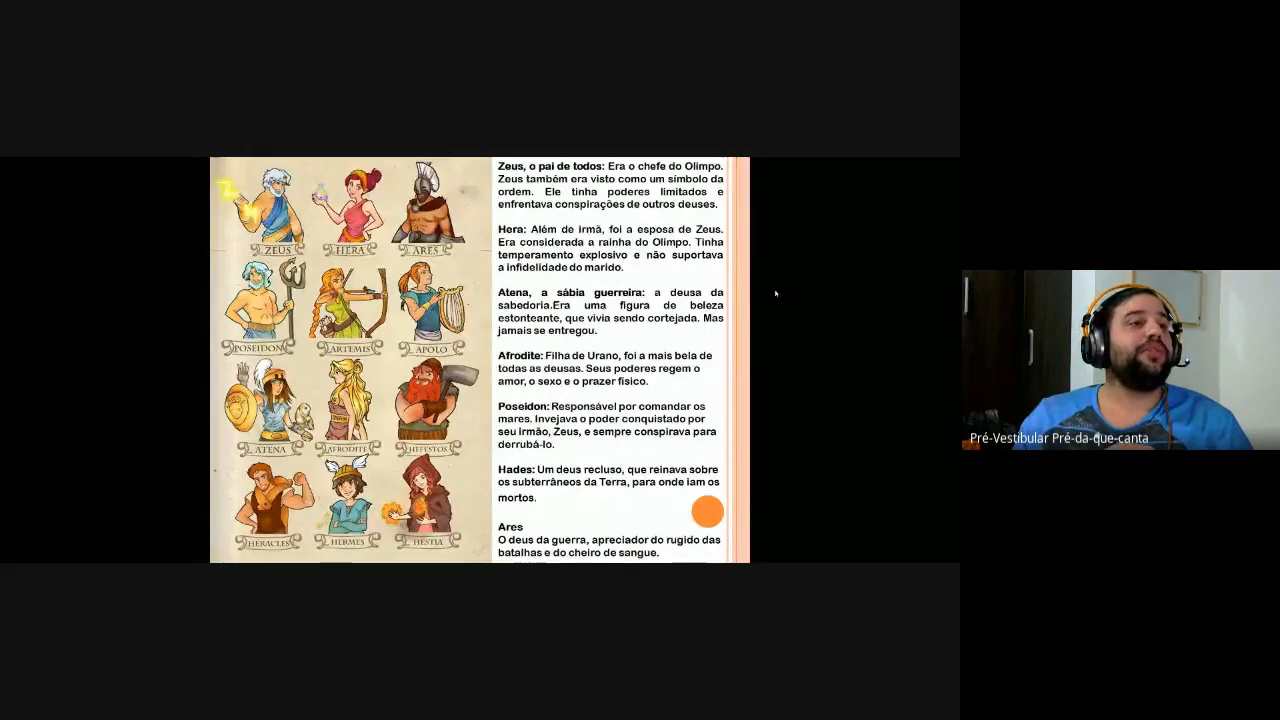 ZEUS
HERA
ARES
POSEIDON
ARTEMIS
APOLO
ATENA
AFRODITE
HEFESTOS
HERACLES
HERMES
HESTIA
Zeus, o pai de todos: Era o chefe do Olimpo.
Zeus também era visto como um símbolo da
ordem. Ele tinha poderes limitados e
enfrentava conspirações de outros deuses.
Hera: Além de irmã, foi a esposa de Zeus.
Era considerada a rainha do Olimpo. Tinha
temperamento explosivo e não suportava
a infidelidade do marido.
Atena, a sábia guerreira: a deusa da
sabedoria.Era uma figura de beleza
estonteante, que vivia sendo cortejada. Mas
jamais se entregou.
Afrodite: Filha de Urano, foi a mais bela de
todas as deusas. Seus poderes regem o
amor, o sexo e o prazer físico.
Poseidon: Responsável por comandar os
mares. Invejava o poder conquistado por
seu irmão, Zeus, e sempre conspirava para
derrubá-lo.
Hades: Um deus recluso, que reinava sobre
os subterrâneos da Terra, para onde iam os
mortos.
Ares
O deus da guerra, apreciador do rugido das
batalhas e do cheiro de sangue.
Pré-Vestibular Pré-da-que-canta